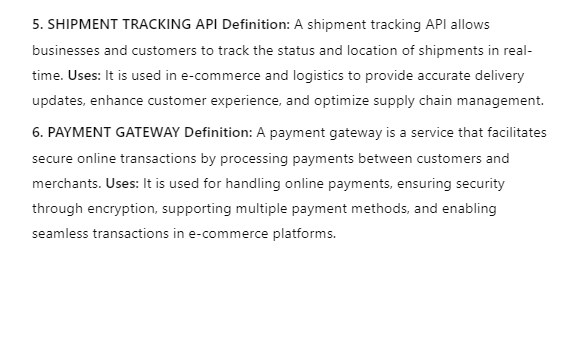 5. SHIPMENT TRACKING API Definition: A shipment tracking API allows
businesses and customers to track the status and location of shipments in real-
time. Uses: It is used in e-commerce and logistics to provide accurate delivery
updates, enhance customer experience, and optimize supply chain management.
6. PAYMENT GATEWAY Definition: A payment gateway is a service that facilitates
secure online transactions by processing payments between customers and
merchants. Uses: It is used for handling online payments, ensuring security
through encryption, supporting multiple payment methods, and enabling
seamless transactions in e-commerce platforms.